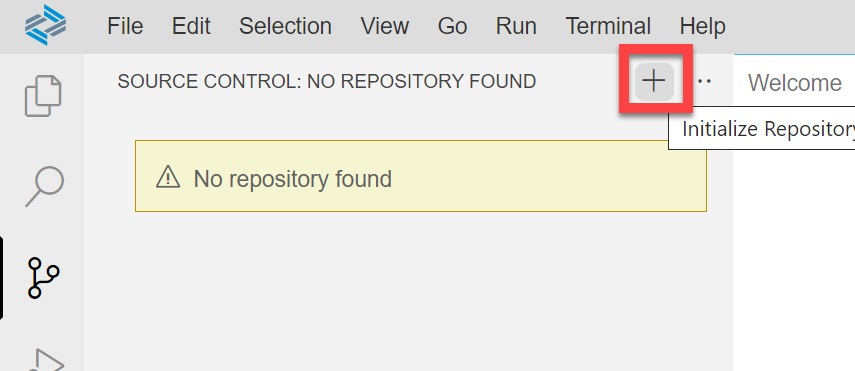 File Edit Selection View Go Run Terminal Help
SOURCE CONTROL: NO REPOSITORY FOUND
Welcome
Initialize Repository
No repository found